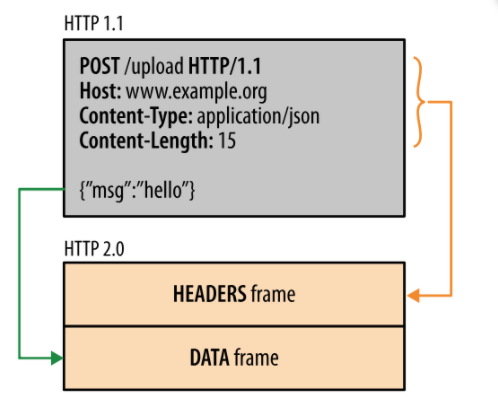 HTTP 1.1
POST /upload HTTP/1.1
Host: www.example.org
Content-Type: application/json
Content-Length: 15
{”msg”:”hello”}
HTTP 2.0
HEADERS frame
DATA frame